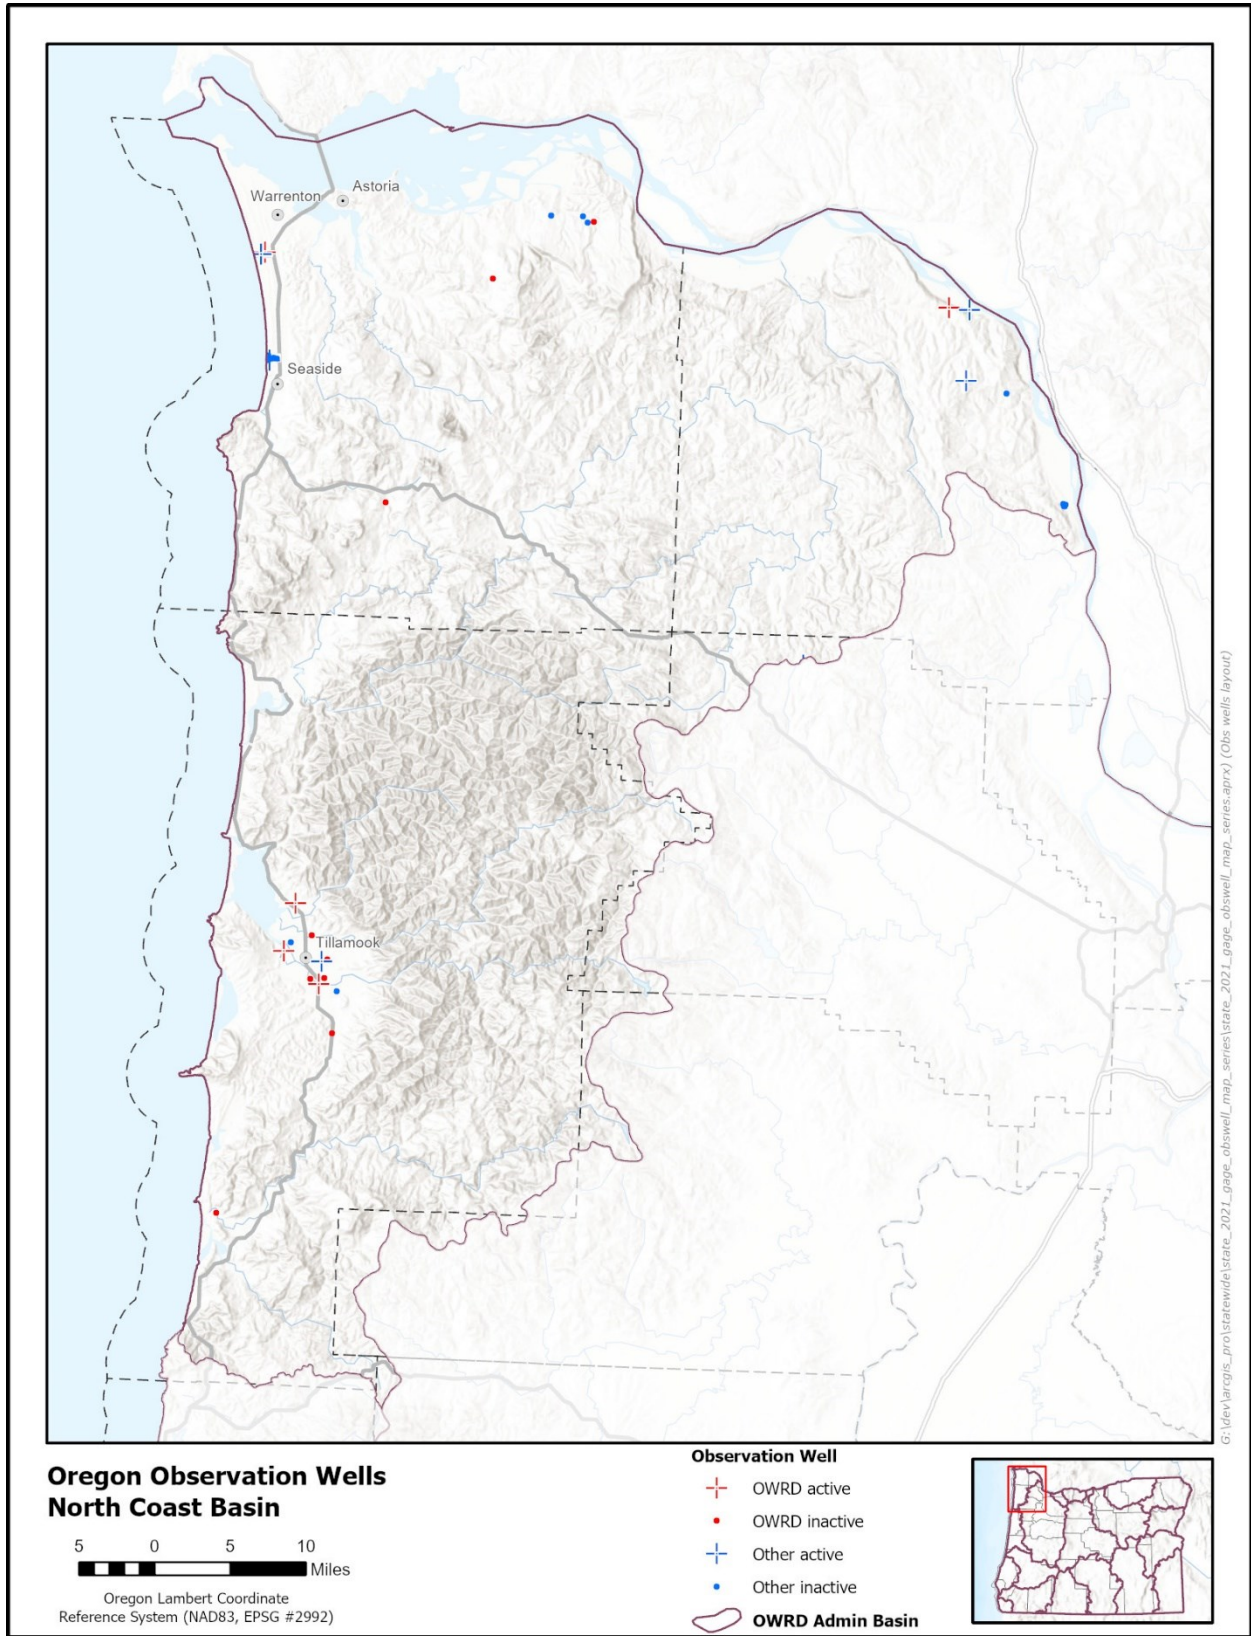 Warrenton
Astoria
Seaside
Tillamook
G:\dev\arcgis_pro\statewide\state_2021_gage_obswell_map_series\state_2021_gage_obswell_map_series.aprx) (Obs wells layout)
Oregon Observation Wells
North Coast Basin
5 0 5 10
Miles
Oregon Lambert Coordinate
Reference System (NAD83, EPSG #2992)
Observation Well
OWRD active
OWRD inactive
Other active
Other inactive
OWRD Admin Basin